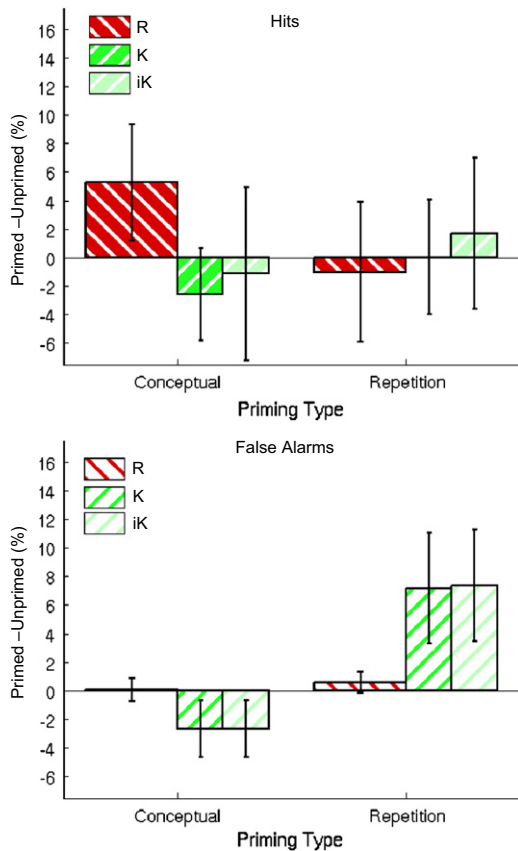 Hits
R
K
iK
16
14
12
10
8
6
4
2
0
-2
-4
-6
Primed –Unprimed (%)
Conceptual Repetition
Priming Type
False Alarms
R
K
iK
16
14
12
10
8
6
4
2
0
-2
-4
-6
Primed –Unprimed (%)
Conceptual Repetition
Priming Type